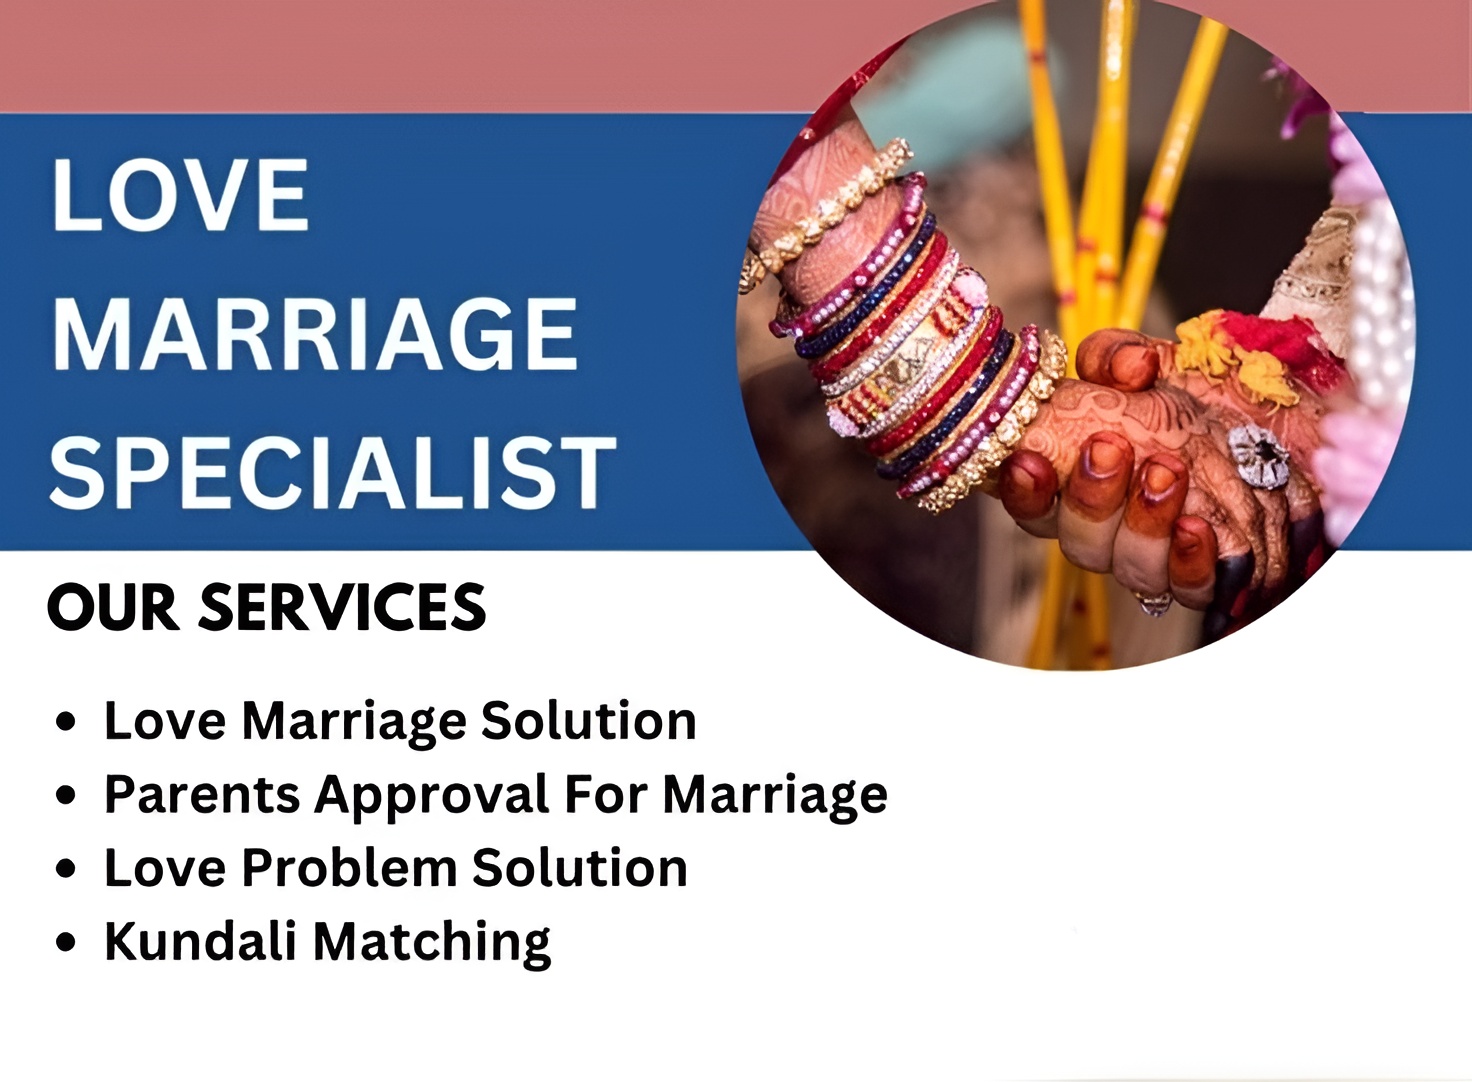 LOVE
MARRIAGE
SPECIALIST
OUR SERVICES
• Love Marriage Solution
• Parents Approval For Marriage
• Love Problem Solution
• Kundali Matching